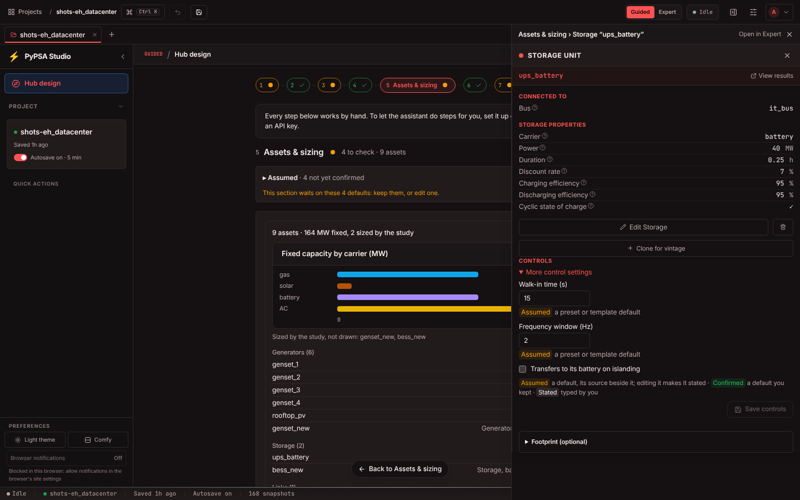 Projects / shots-eh_datacenter
Ctrl K
Guided Expert
Idle
A
shots-eh_datacenter
PyPSA Studio
Hub design
PROJECT
shots-eh_datacenter
Saved 1h ago
Autosave on · 5 min
QUICK ACTIONS
PREFERENCES
Light theme
Comfy
Browser notifications Off
Blocked in this browser: allow notifications in the browser's site settings
GUIDED / Hub design
1
2
3
4
5 Assets & sizing
6
7
Every step below works by hand. To let the assistant do steps for you, set it up
an API key.
5 Assets & sizing 4 to check · 9 assets
Assumed · 4 not yet confirmed
This section waits on these 4 defaults: keep them, or edit one.
9 assets · 164 MW fixed, 2 sized by the study
Fixed capacity by carrier (MW)
gas
solar
battery
AC
Sized by the study, not drawn: genset_new, bess_new
Generators (6)
genset_1
genset_2
genset_3
genset_4
rooftop_pv
genset_new
Storage (2)
ups_battery
bess_new
Storage, ba
Back to Assets & sizing
Assets & sizing › Storage "ups_battery"
Open in Expert
STORAGE UNIT
ups_battery
View results
CONNECTED TO
Bus it_bus
STORAGE PROPERTIES
Carrier battery
Power 40 MW
Duration 0.25 h
Discount rate 7 %
Charging efficiency 95 %
Discharging efficiency 95 %
Cyclic state of charge ✓
Edit Storage
Clone for vintage
CONTROLS
More control settings
Walk-in time (s)
15
Assumed a preset or template default
Frequency window (Hz)
2
Assumed a preset or template default
Transfers to its battery on islanding
Assumed a default, its source beside it; editing it makes it stated · Confirmed a default you
kept · Stated typed by you
Save controls
Footprint (optional)
Idle shots-eh_datacenter Saved 1h ago Autosave on 168 snapshots